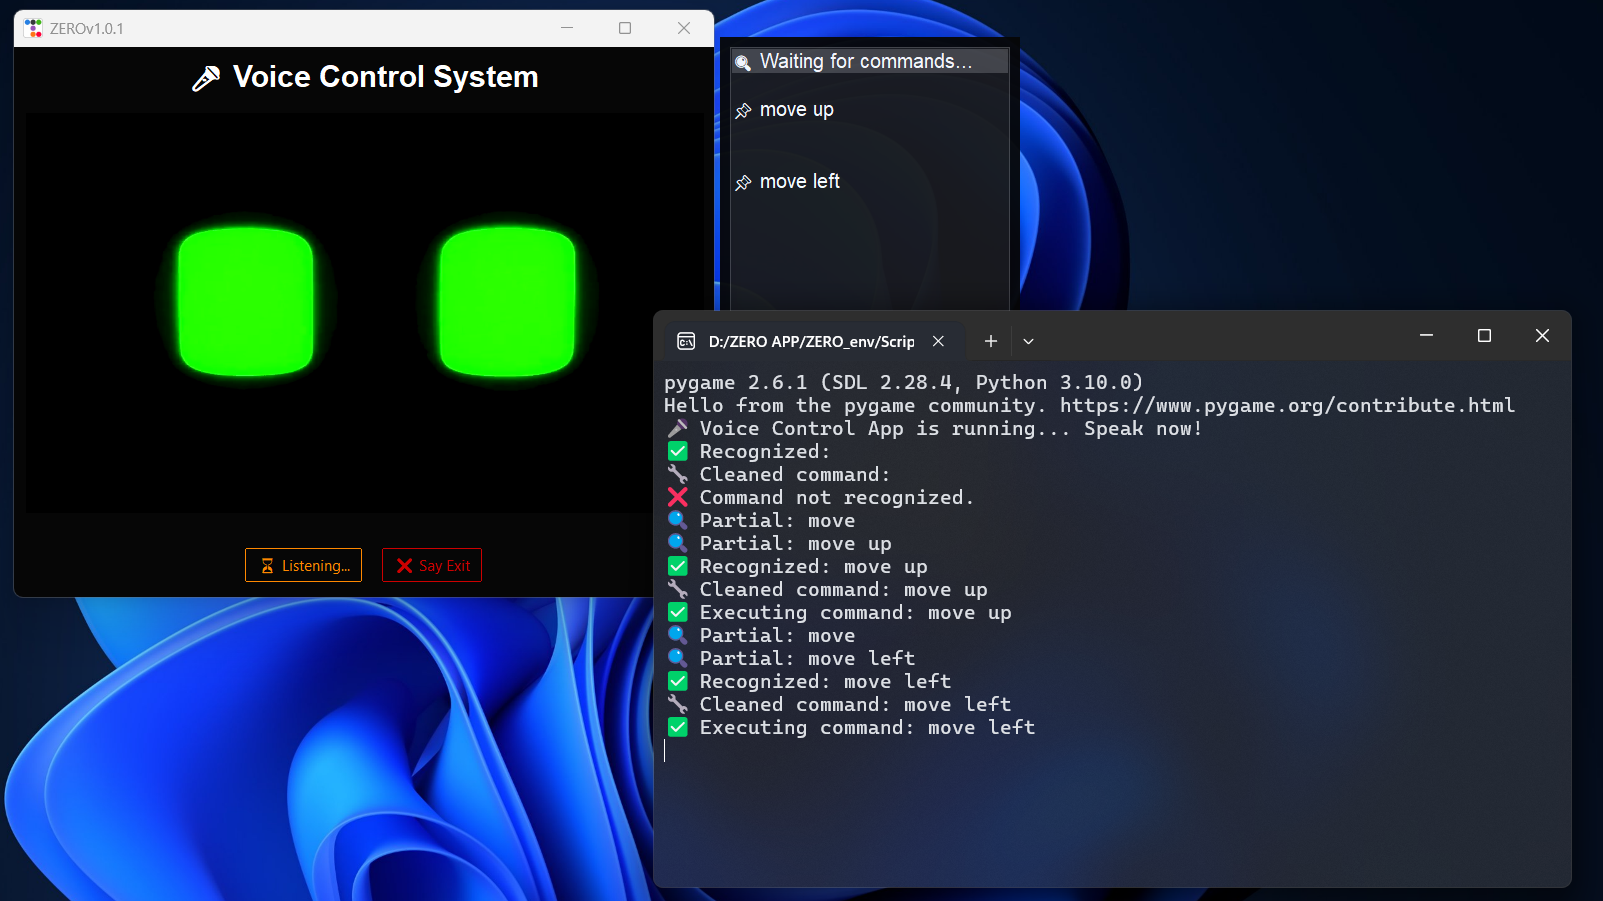 ZEROv1.0.1
Voice Control System
Listening...
Say Exit
Waiting for commands...
move up
move left
D:/ZERO APP/ZERO_env/Scrip
pygame 2.6.1 (SDL 2.28.4, Python 3.10.0)
Hello from the pygame community. https://www.pygame.org/contribute.html
🎤 Voice Control App is running... Speak now!
✅ Recognized:
🔧 Cleaned command:
❌ Command not recognized.
🔍 Partial: move
🔍 Partial: move up
✅ Recognized: move up
🔧 Cleaned command: move up
✅ Executing command: move up
🔍 Partial: move
🔍 Partial: move left
✅ Recognized: move left
🔧 Cleaned command: move left
✅ Executing command: move left